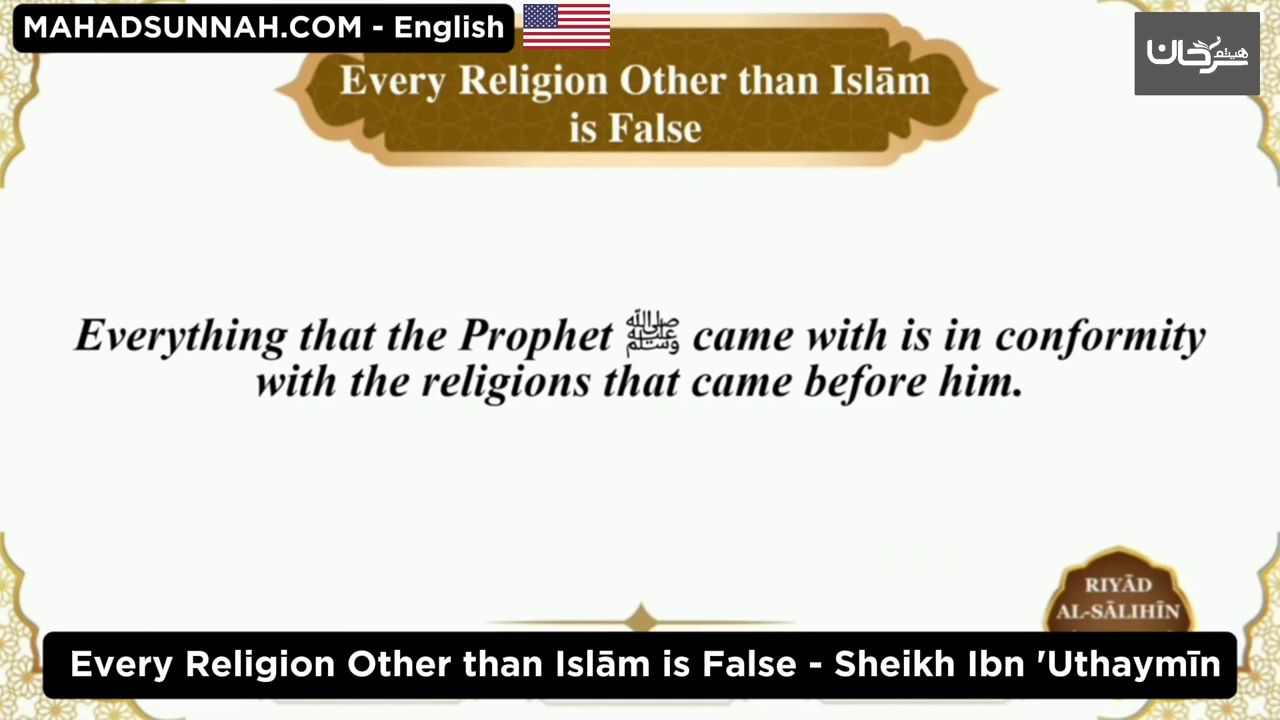 MAHADSUNNAH.COM - English
هيثم
سرحان
Every Religion Other than Islām
is False
Everything that the Prophet ﷺ came with is in conformity
with the religions that came before him.
RIYĀD
AL-SĀLIHĪN
Every Religion Other than Islām is False - Sheikh Ibn 'Uthaymīn